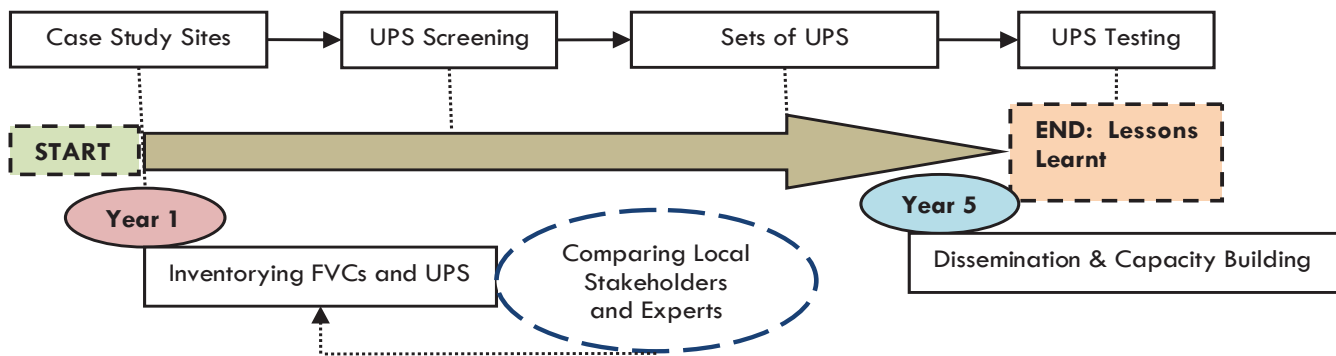 Case Study Sites
UPS Screening
Sets of UPS
UPS Testing
START
END: Lessons
Learnt
Year 1
Year 5
Inventorying FVCs and UPS
Comparing Local
Stakeholders
and Experts
Dissemination & Capacity Building